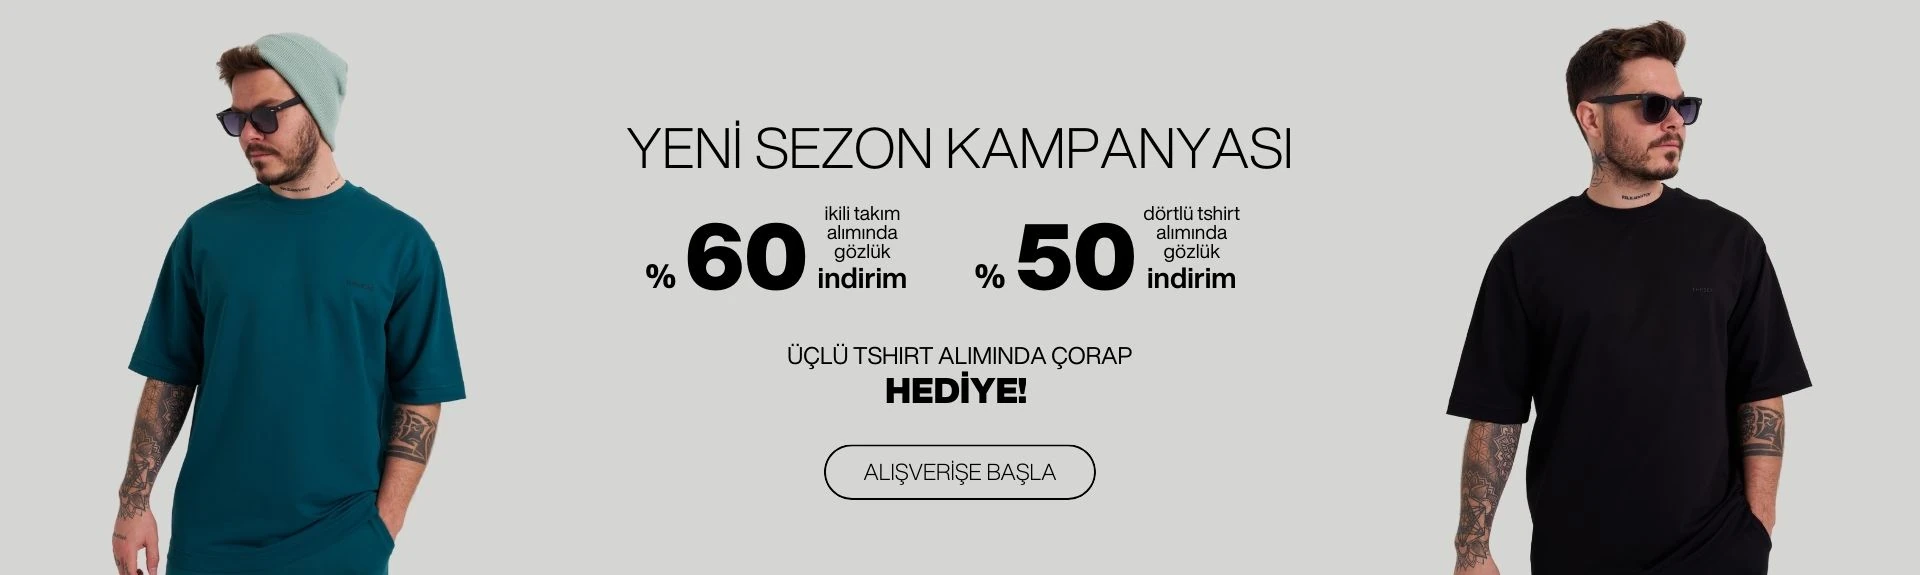 YENİ SEZON KAMPANYASI
% 60
ikili takım
alımında
gözlük
indirim
% 50
dörtlü tshirt
alımında
gözlük
indirim
ÜÇLÜ TSHIRT ALIMINDA ÇORAP
HEDİYE!
ALIŞVERİŞE BAŞLA